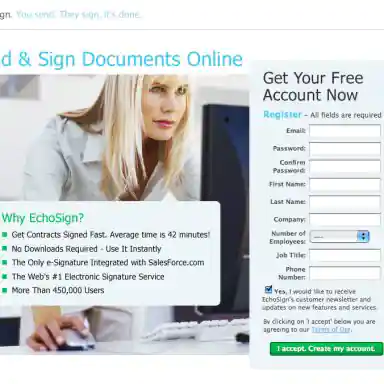 gn. You send. They sign, it's done.
d & Sign Documents Online
Get Your Free
Account Now
Register - All fields are required
Email:
Password:
Confirm
Password:
First Name:
Last Name:
Company:
Number of
Employees:
Job Title:
Phone
Number:
Yes, I would like to receive
EchoSign's customer newsletter and
updates on new features and services.
By clicking on 'I accept' below you are
agreeing to our Terms of Use.
I accept. Create my account.
Why EchoSign?
Get Contracts Signed Fast. Average time is 42 minutes!
No Downloads Required - Use It Instantly
The Only e-Signature Integrated with SalesForce.com
The Web's #1 Electronic Signature Service
More Than 450,000 Users